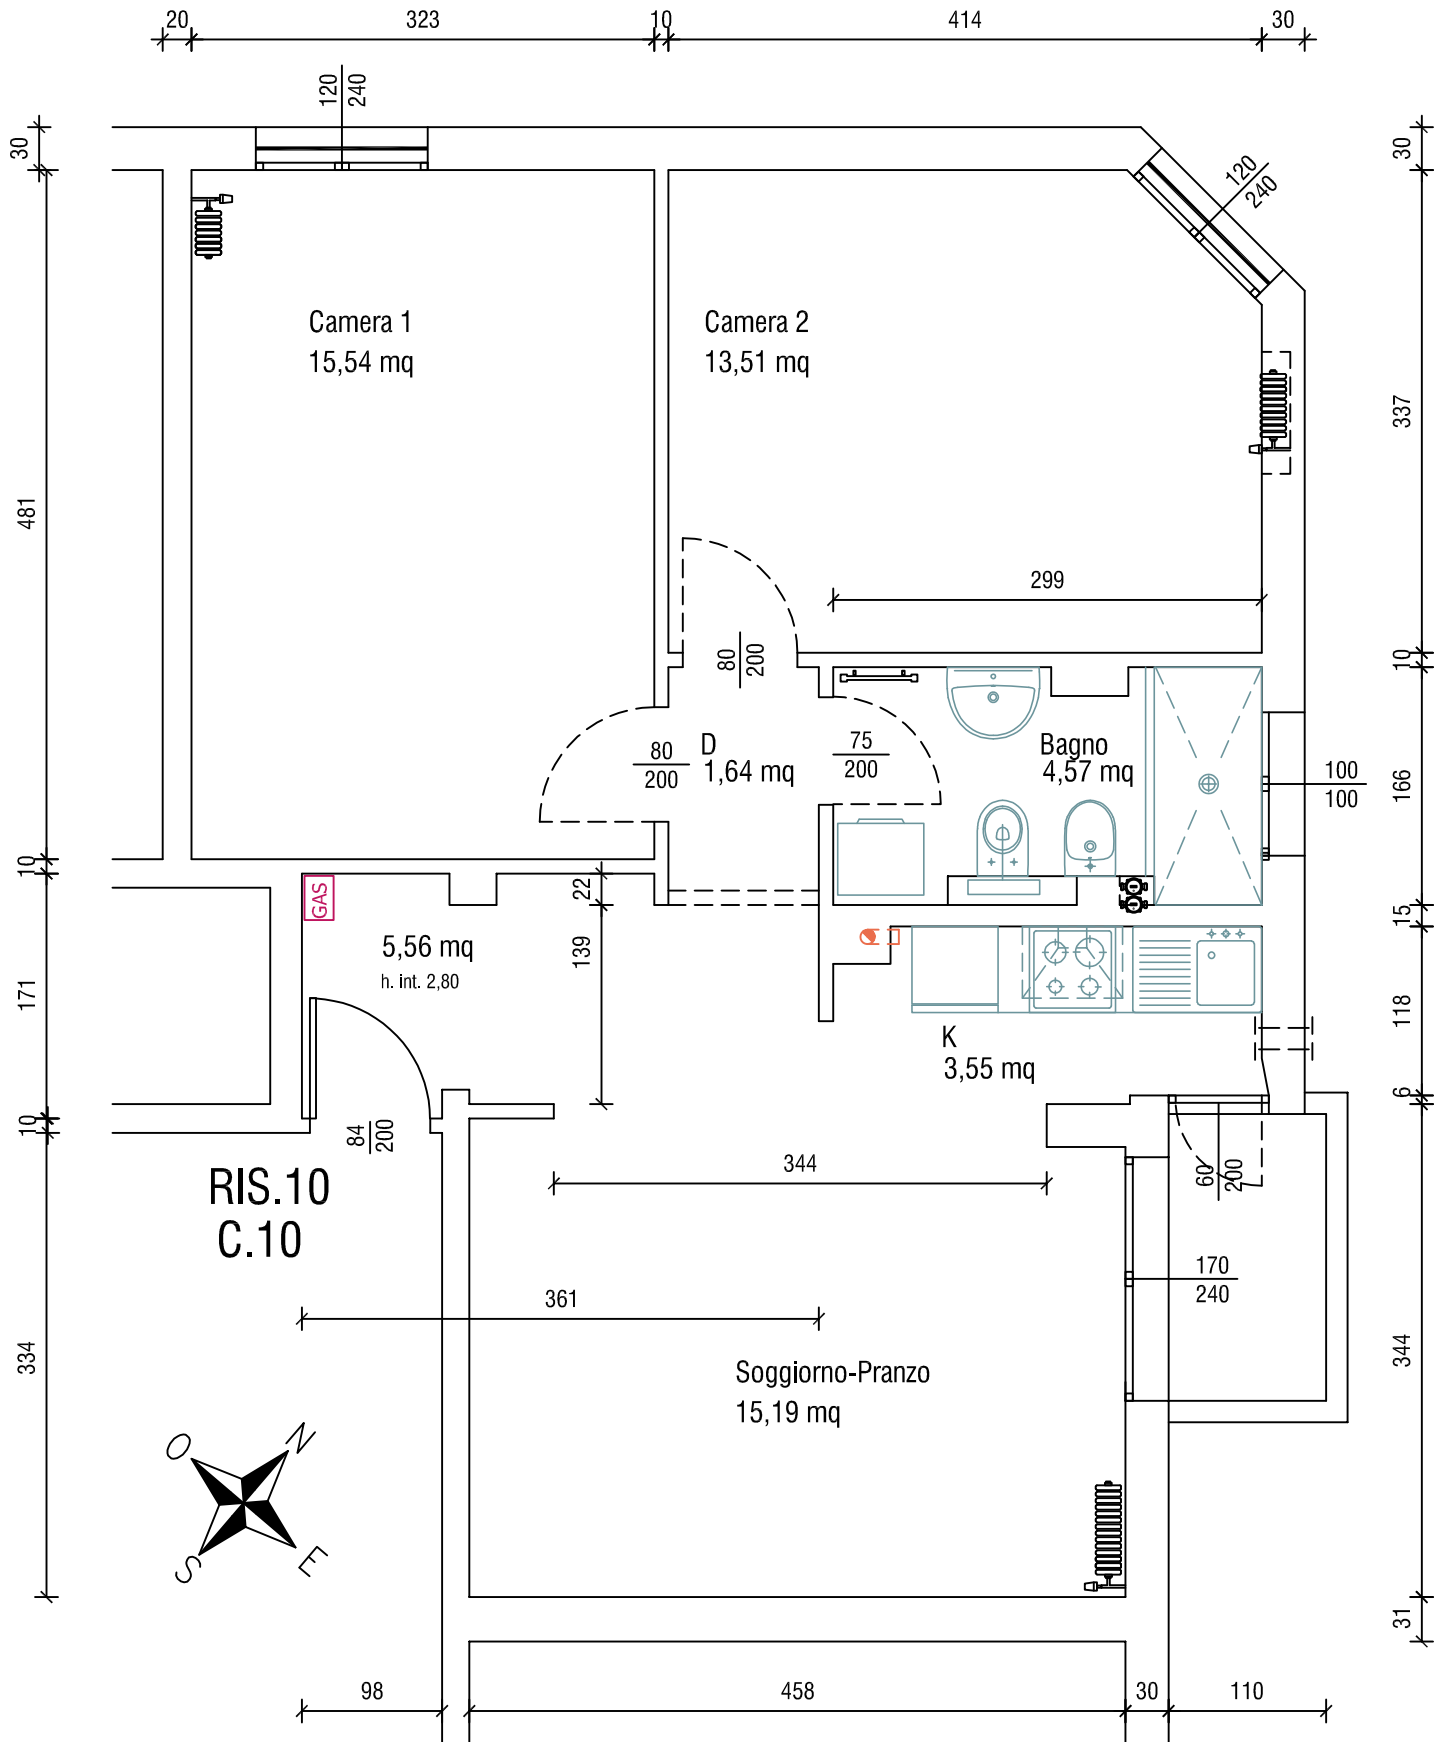 20 323 10 414 30
120
240
30
30
120
240
Camera 1
15,54 mq
Camera 2
13,51 mq
481
337
299
80
200
10
80
200
D
1,64 mq
75
200
Bagno
4,57 mq
100
100
166
10
22
GAS
15
5,56 mq
h. int. 2,80
139
171
118
K
3,55 mq
6
10
84
200
344
60
200
RIS.10
C.10
170
240
361
334
344
Soggiorno-Pranzo
15,19 mq
O N
S E
31
98 458 30 110